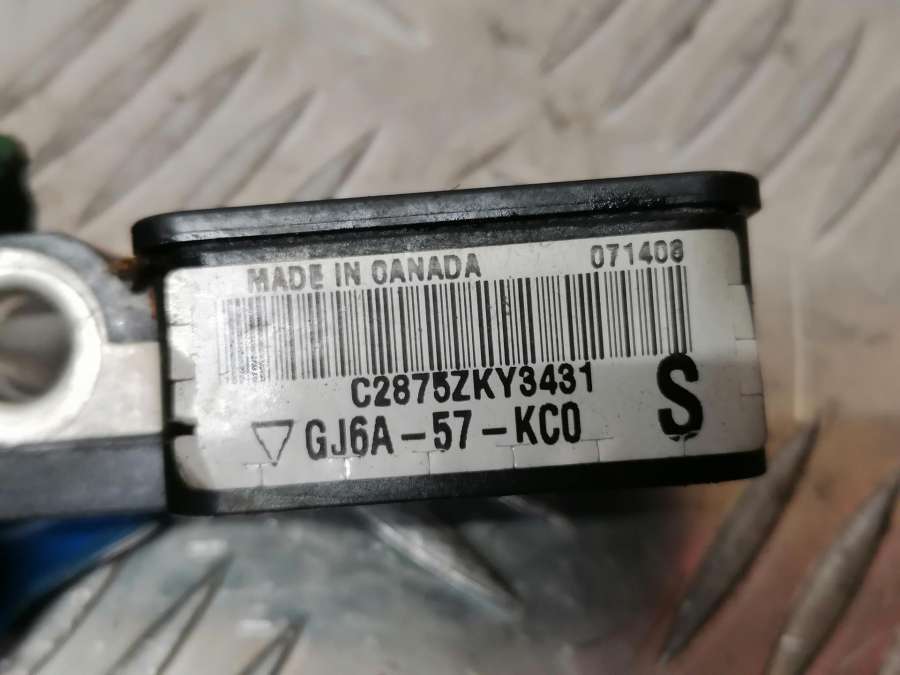 MADE IN CANADA 071408
C2875ZKY3431
GJ6A-57-KC0
S